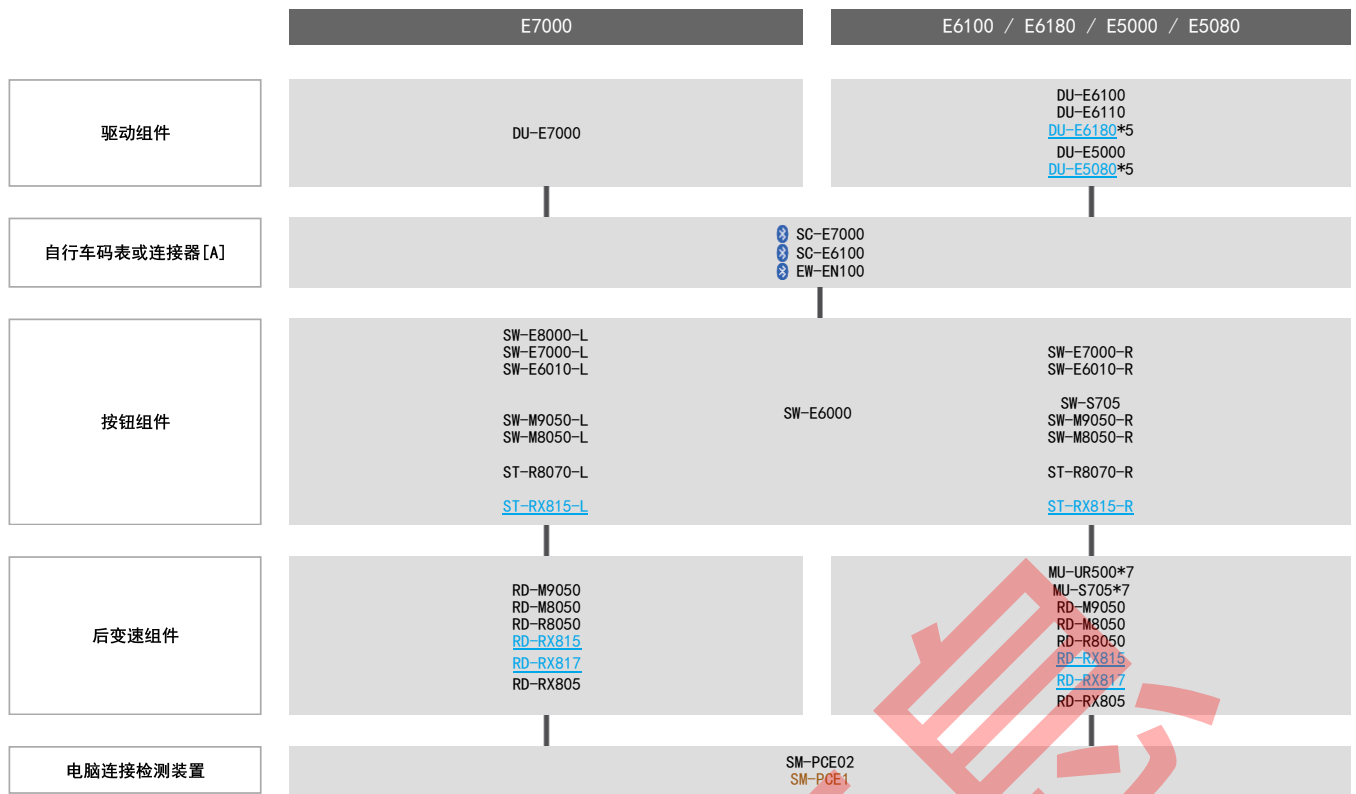 E7000
E6100 / E6180 / E5000 / E5080
驱动组件
DU-E7000
DU-E6100
DU-E6110
DU-E6180*5
DU-E5000
DU-E5080*5
自行车码表或连接器[A]
SC-E7000
SC-E6100
EW-EN100
按钮组件
SW-E8000-L
SW-E7000-L
SW-E6010-L
SW-M9050-L
SW-M8050-L
ST-R8070-L
ST-RX815-L
SW-E6000
SW-E7000-R
SW-E6010-R
SW-S705
SW-M9050-R
SW-M8050-R
ST-R8070-R
ST-RX815-R
后变速组件
RD-M9050
RD-M8050
RD-R8050
RD-RX815
RD-RX817
RD-RX805
MU-UR500*7
MU-S705*7
RD-M9050
RD-M8050
RD-R8050
RD-RX815
RD-RX817
RD-RX805
电脑连接检测装置
SM-PCE02
SM-PCE1